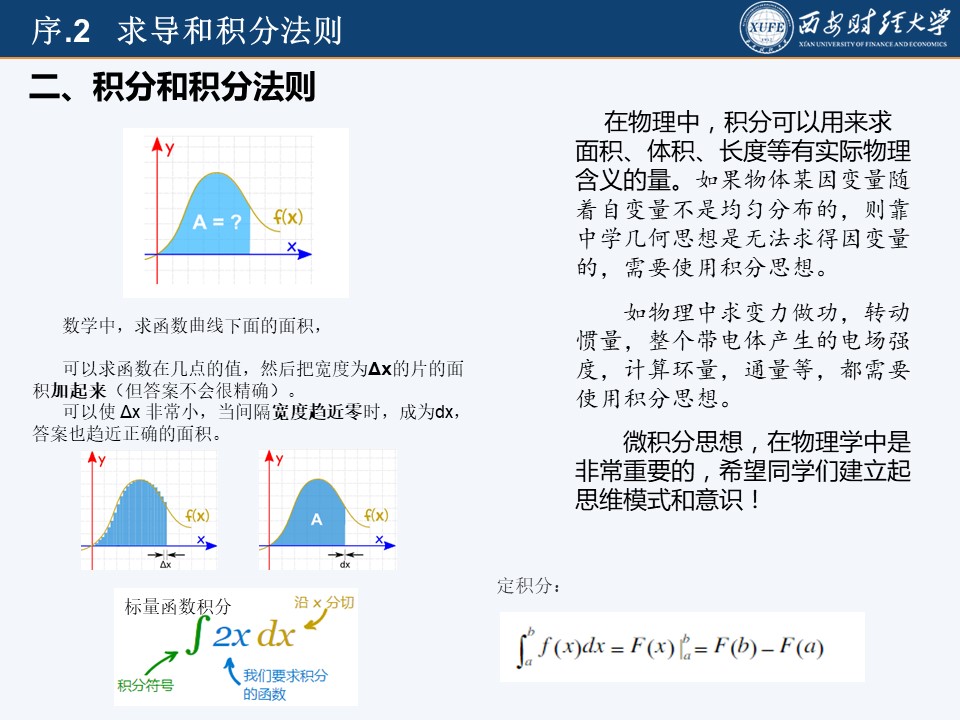 序.2 求导和积分法则
XUFE
西安财经大学
XI'AN UNIVERSITY OF FINANCE AND ECONOMICS
二、积分和积分法则
y
A = ?
f(x)
x
数学中，求函数曲线下面的面积，
可以求函数在几点的值，然后把宽度为Δx的片的面
积加起来（但答案不会很精确）。
可以使 Δx 非常小，当间隔宽度趋近零时，成为dx，
答案也趋近正确的面积。
y
f(x)
x
Δx
y
A
f(x)
x
dx
标量函数积分
沿 x 分切
∫ 2x dx
积分符号
我们要求积分
的函数
在物理中，积分可以用来求
面积、体积、长度等有实际物理
含义的量。如果物体某因变量随
着自变量不是均匀分布的，则靠
中学几何思想是无法求得因变量
的，需要使用积分思想。
如物理中求变力做功，转动
惯量，整个带电体产生的电场强
度，计算环量，通量等，都需要
使用积分思想。
微积分思想，在物理学中是
非常重要的，希望同学们建立起
思维模式和意识！
定积分：
∫_a^b f(x)dx = F(x)|_a^b = F(b) − F(a)